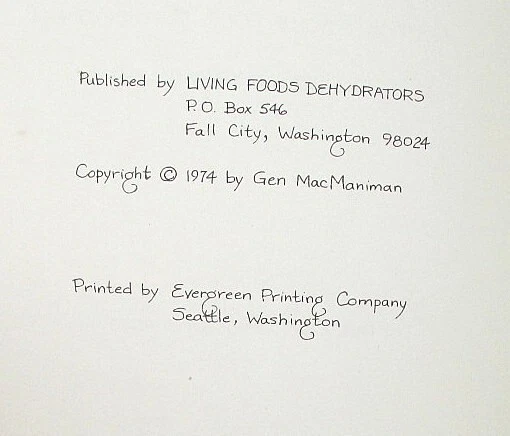 Published by LIVING FOODS DEHYDRATORS
P.O. Box 546
Fall City, Washington 98024
Copyright © 1974 by Gen MacManiman
Printed by Evergreen Printing Company
Seattle, Washington